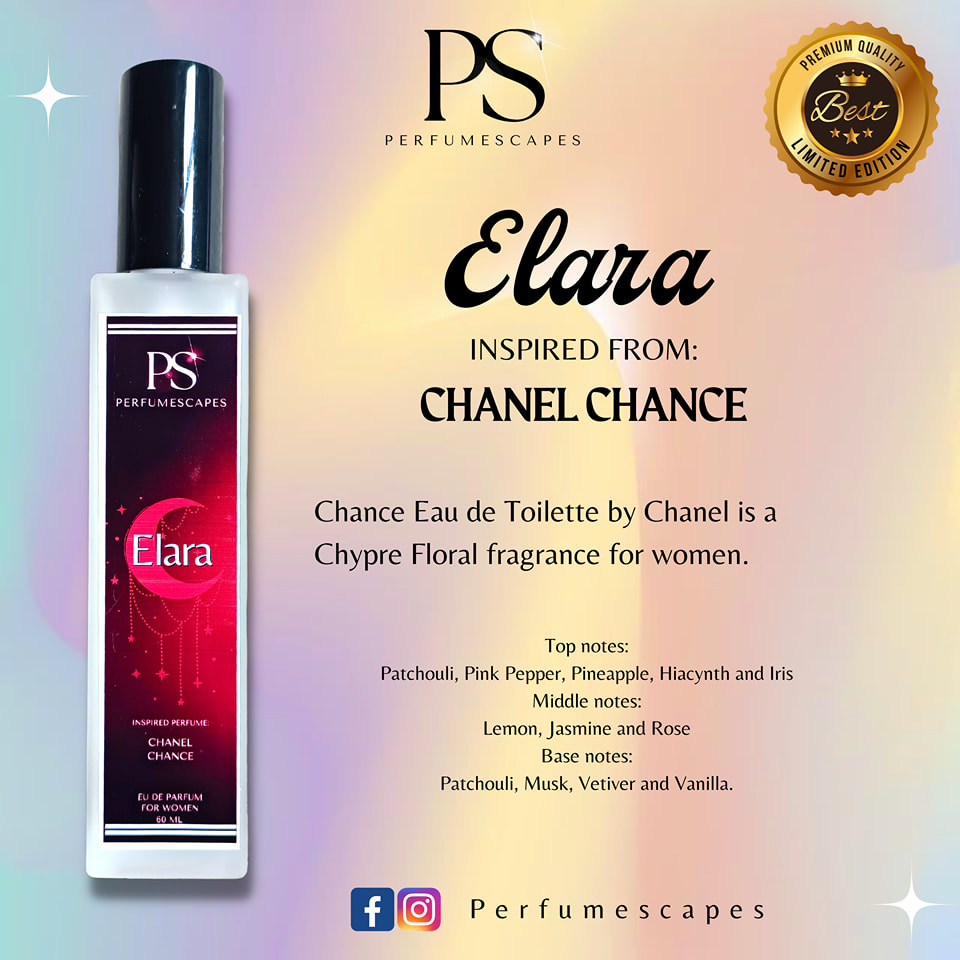 PS
PERFUMESCAPES
PREMIUM QUALITY
Best
LIMITED EDITION
Elara
INSPIRED FROM:
CHANEL CHANCE
Chance Eau de Toilette by Chanel is a
Chypre Floral fragrance for women.
Top notes:
Patchouli, Pink Pepper, Pineapple, Hiacynth and Iris
Middle notes:
Lemon, Jasmine and Rose
Base notes:
Patchouli, Musk, Vetiver and Vanilla.
PS
PERFUMESCAPES
Elara
INSPIRED PERFUME:
CHANEL
CHANCE
EU DE PARFUM
FOR WOMEN
60 ML
f
Perfumescapes